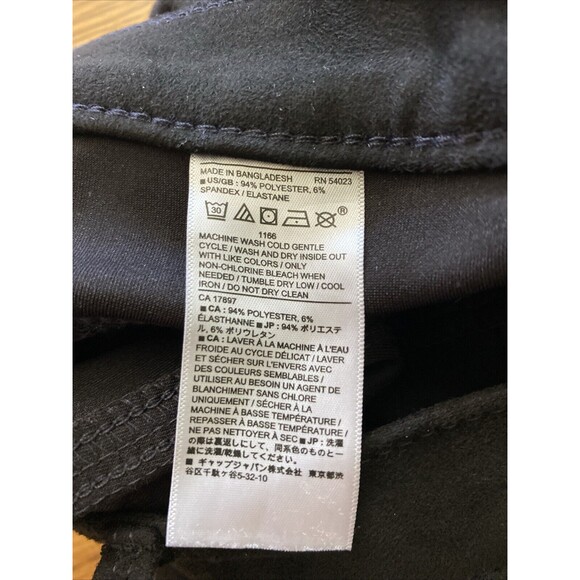 MADE IN BANGLADESH RN 54023
■ US/GB : 94% POLYESTER, 6%
SPANDEX / ELASTANE
30 ®
1166
MACHINE WASH COLD GENTLE
CYCLE / WASH AND DRY INSIDE OUT
WITH LIKE COLORS / ONLY
NON-CHLORINE BLEACH WHEN
NEEDED / TUMBLE DRY LOW / COOL
IRON / DO NOT DRY CLEAN
CA 17897
■ CA : 94% POLYESTER, 6%
ÉLASTHANNE ■ JP : 94% ポリエステ
ル, 6% ポリウレタン
■ CA : LAVER À LA MACHINE À L'EAU
FROIDE AU CYCLE DÉLICAT / LAVER
ET SÉCHER SUR L'ENVERS AVEC
DES COULEURS SEMBLABLES /
UTILISER AU BESOIN UN AGENT DE
BLANCHIMENT SANS CHLORE
UNIQUEMENT / SÉCHER À LA
MACHINE À BASSE TEMPÉRATURE /
REPASSER À BASSE TEMPÉRATURE /
NE PAS NETTOYER À SEC ■ JP : 洗濯
の際は裏返しにして、同系色のものと一
緒に洗濯/乾燥してください。
■ ギャップジャパン株式会社 東京都渋
谷区千駄ケ谷5-32-10